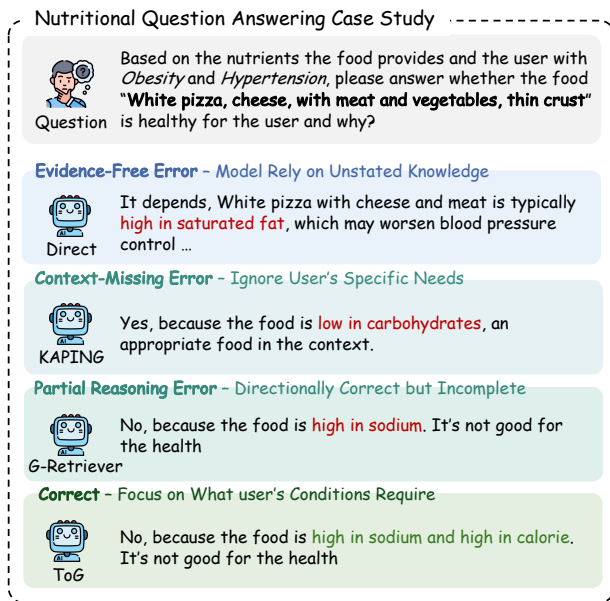 Nutritional Question Answering Case Study
Based on the nutrients the food provides and the user with
Obesity and Hypertension, please answer whether the food
"White pizza, cheese, with meat and vegetables, thin crust"
is healthy for the user and why?
?
Question
Evidence-Free Error – Model Rely on Unstated Knowledge
It depends, White pizza with cheese and meat is typically
high in saturated fat, which may worsen blood pressure
control …
AI
Direct
Context-Missing Error – Ignore User's Specific Needs
Yes, because the food is low in carbohydrates, an
appropriate food in the context.
AI
KAPING
Partial Reasoning Error – Directionally Correct but Incomplete
No, because the food is high in sodium. It's not good for
the health
AI
G-Retriever
Correct – Focus on What user's Conditions Require
No, because the food is high in sodium and high in calorie.
It's not good for the health
AI
ToG